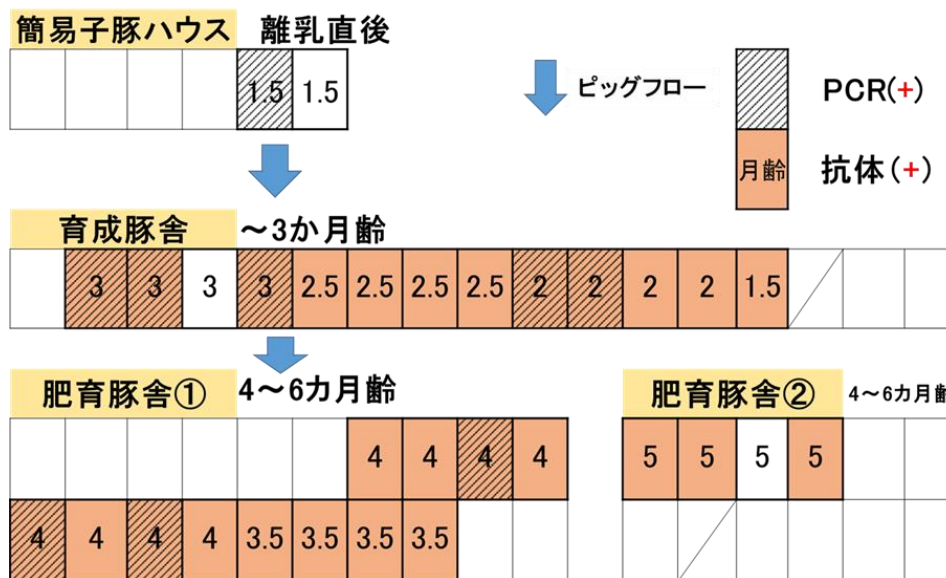 簡易子豚ハウス 離乳直後
1.5 1.5
ピッグフロー
PCR(+)
月齢 抗体(+)
育成豚舎 ~3か月齢
3 3 3 3 2.5 2.5 2.5 2.5 2 2 2 2 1.5
肥育豚舎① 4~6カ月齢
4 4 4 4
4 4 4 4 3.5 3.5 3.5 3.5
肥育豚舎② 4~6カ月齢
5 5 5 5